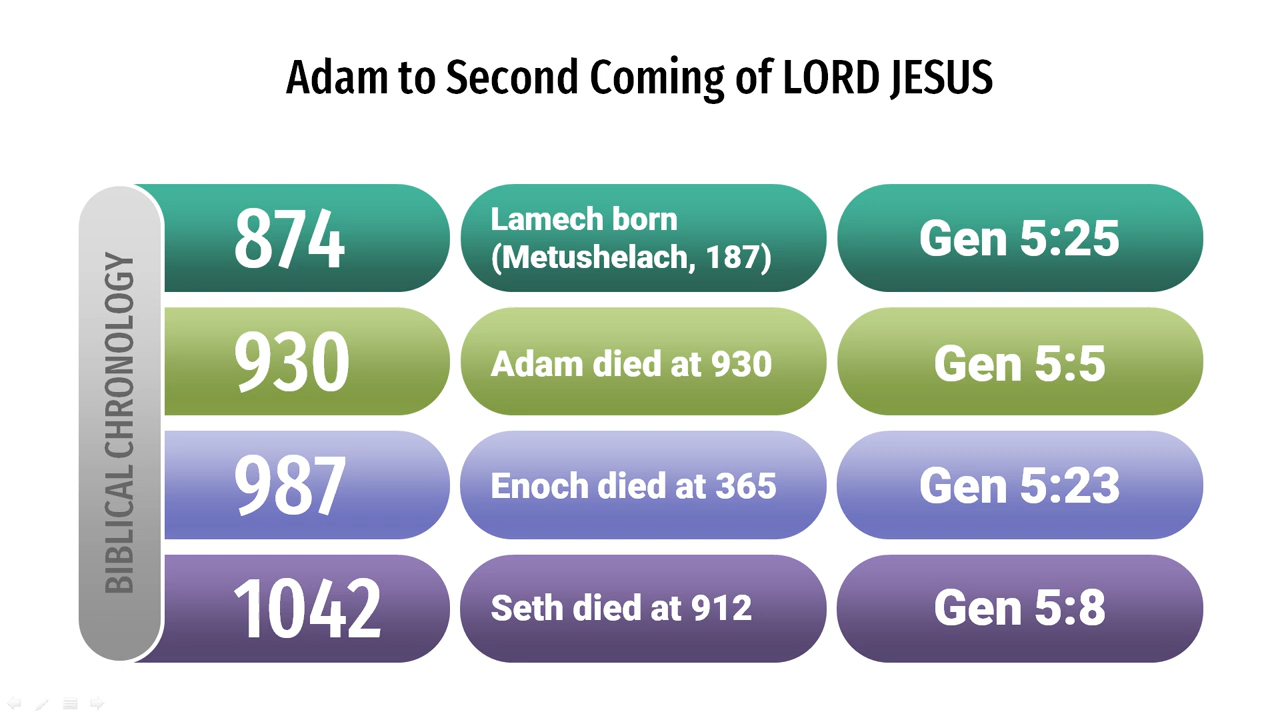 Adam to Second Coming of LORD JESUS
BIBLICAL CHRONOLOGY
874
Lamech born
(Metushelach, 187)
Gen 5:25
930
Adam died at 930
Gen 5:5
987
Enoch died at 365
Gen 5:23
1042
Seth died at 912
Gen 5:8